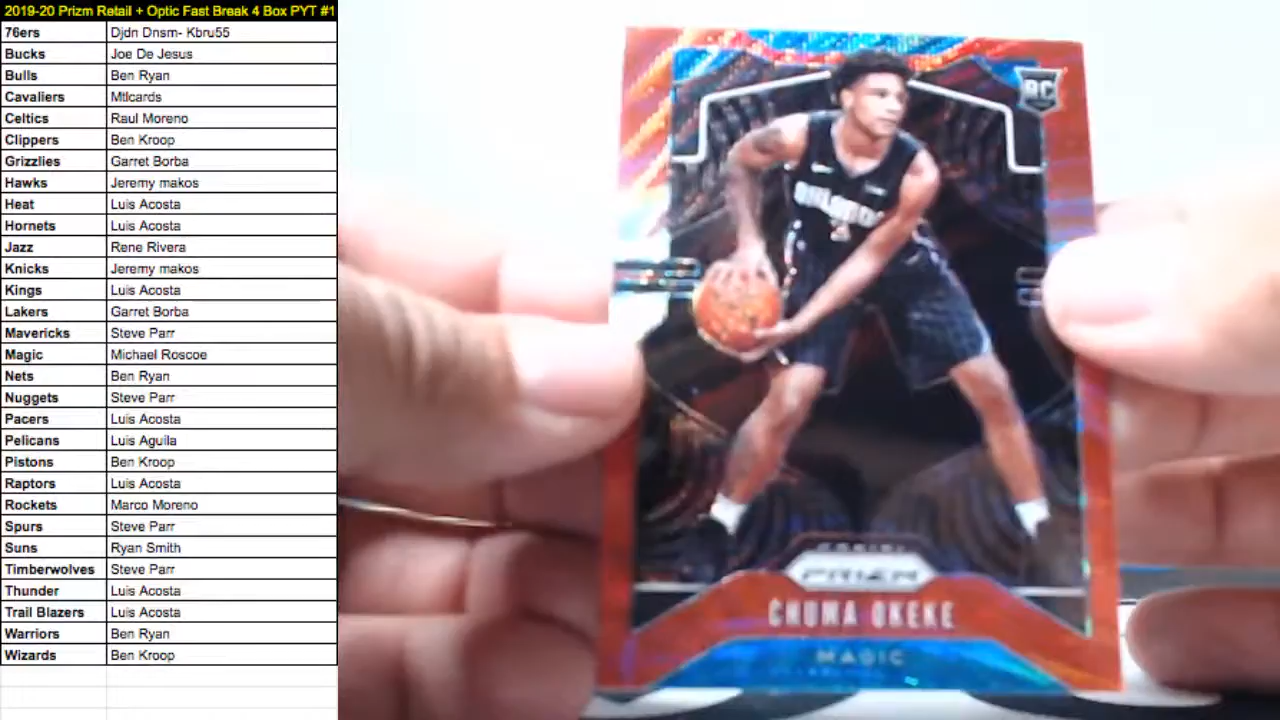 2019-20 Prizm Retail + Optic Fast Break 4 Box PYT #1
76ers Djdn Dnsm- Kbru55
Bucks Joe De Jesus
Bulls Ben Ryan
Cavaliers Mtlcards
Celtics Raul Moreno
Clippers Ben Kroop
Grizzlies Garret Borba
Hawks Jeremy makos
Heat Luis Acosta
Hornets Luis Acosta
Jazz Rene Rivera
Knicks Jeremy makos
Kings Luis Acosta
Lakers Garret Borba
Mavericks Steve Parr
Magic Michael Roscoe
Nets Ben Ryan
Nuggets Steve Parr
Pacers Luis Acosta
Pelicans Luis Aguila
Pistons Ben Kroop
Raptors Luis Acosta
Rockets Marco Moreno
Spurs Steve Parr
Suns Ryan Smith
Timberwolves Steve Parr
Thunder Luis Acosta
Trail Blazers Luis Acosta
Warriors Ben Ryan
Wizards Ben Kroop
RC
ORLANDO
PANINI
PRIZM
CHUMA OKEKE
MAGIC